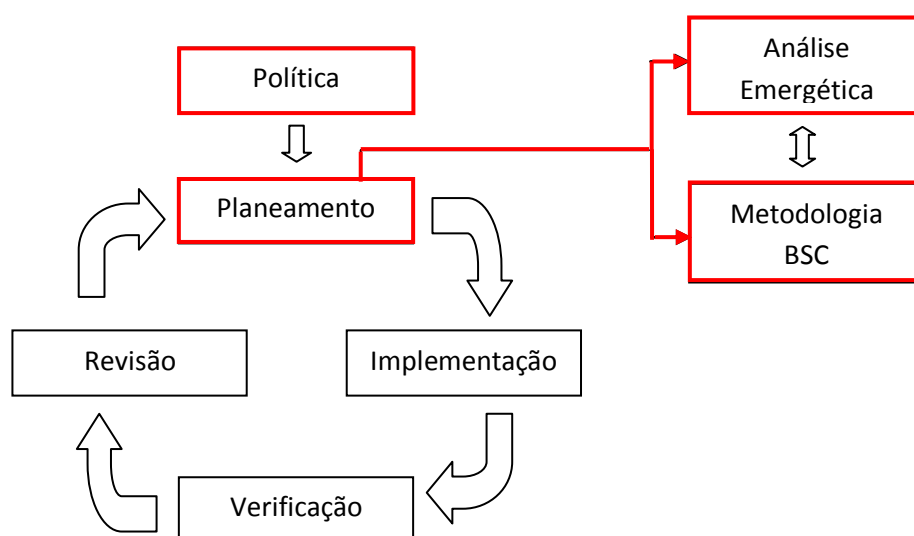 Política
Análise
Emergética
Planeamento
Metodologia
BSC
Revisão
Implementação
Verificação